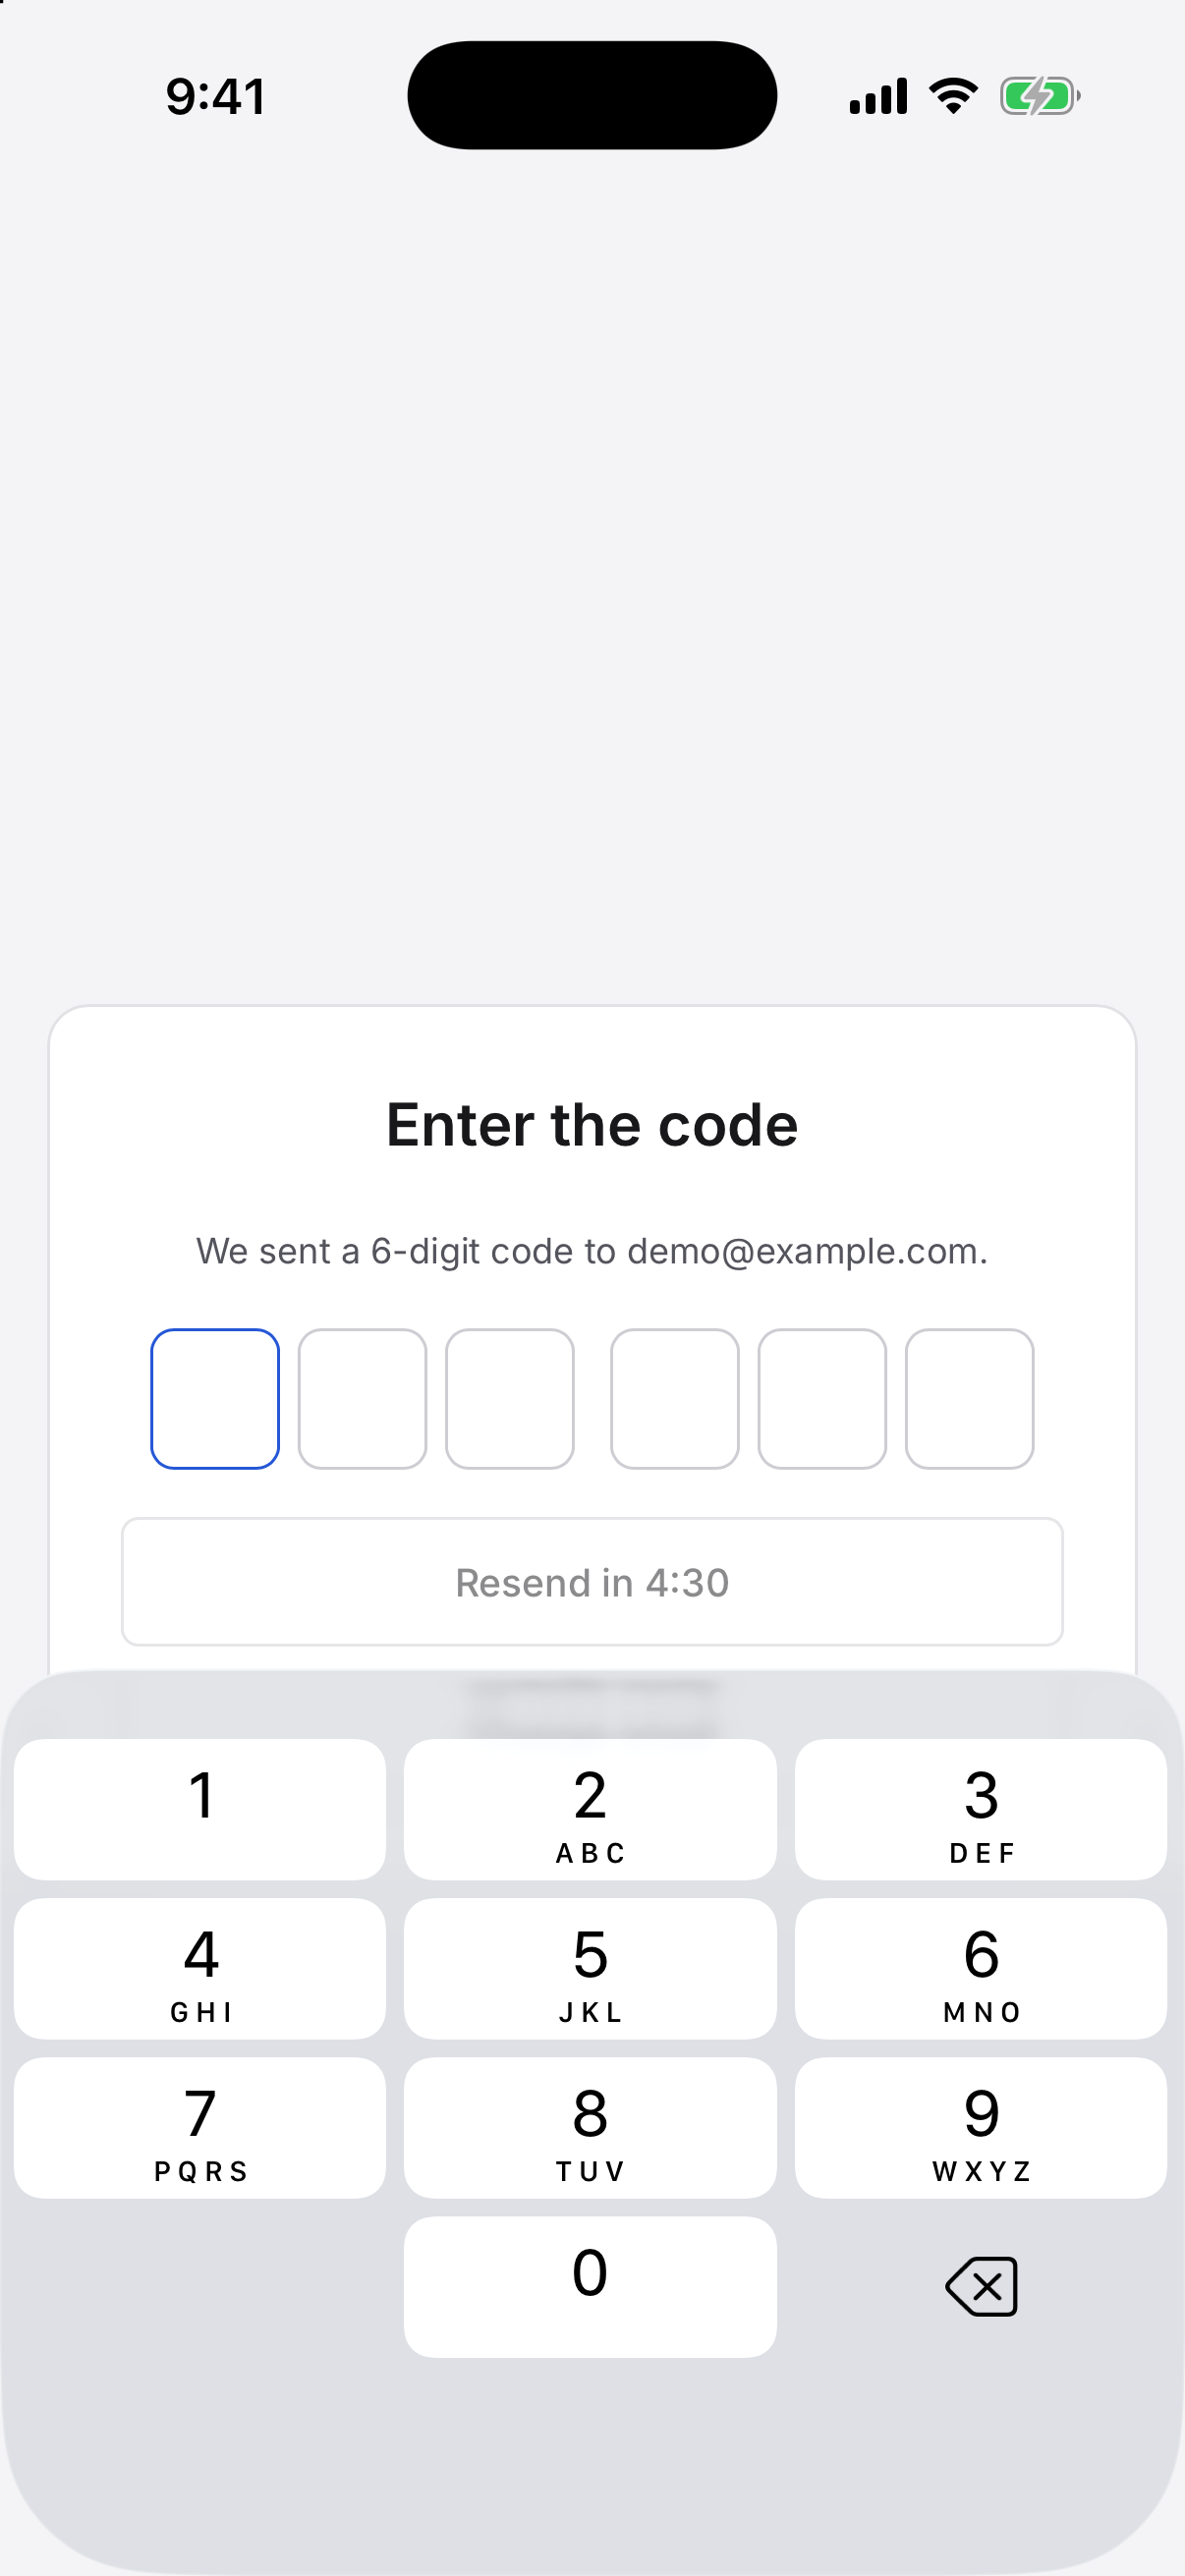 9:41
Enter the code
We sent a 6-digit code to demo@example.com.
Resend in 4:30
1
2
ABC
3
DEF
4
GHI
5
JKL
6
MNO
7
PQRS
8
TUV
9
WXYZ
0